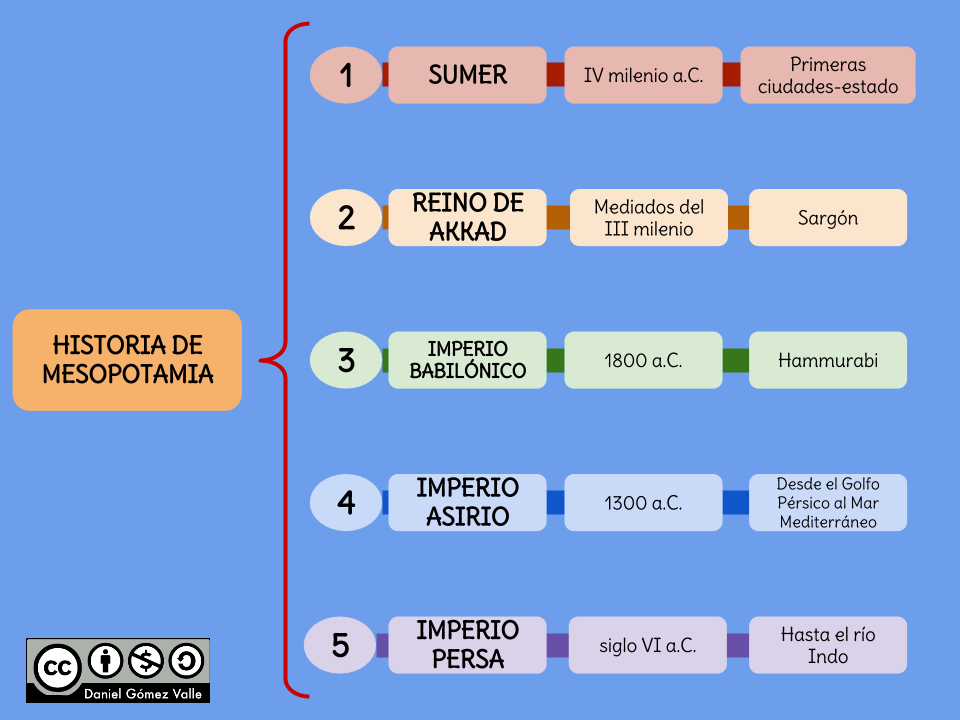 HISTORIA DE
MESOPOTAMIA
1
SUMER
IV milenio a.C.
Primeras
ciudades-estado
2
REINO DE
AKKAD
Mediados del
III milenio
Sargón
3
IMPERIO
BABILÓNICO
1800 a.C.
Hammurabi
4
IMPERIO
ASIRIO
1300 a.C.
Desde el Golfo
Pérsico al Mar
Mediterráneo
5
IMPERIO
PERSA
siglo VI a.C.
Hasta el río
Indo
cc
Daniel Gómez Valle